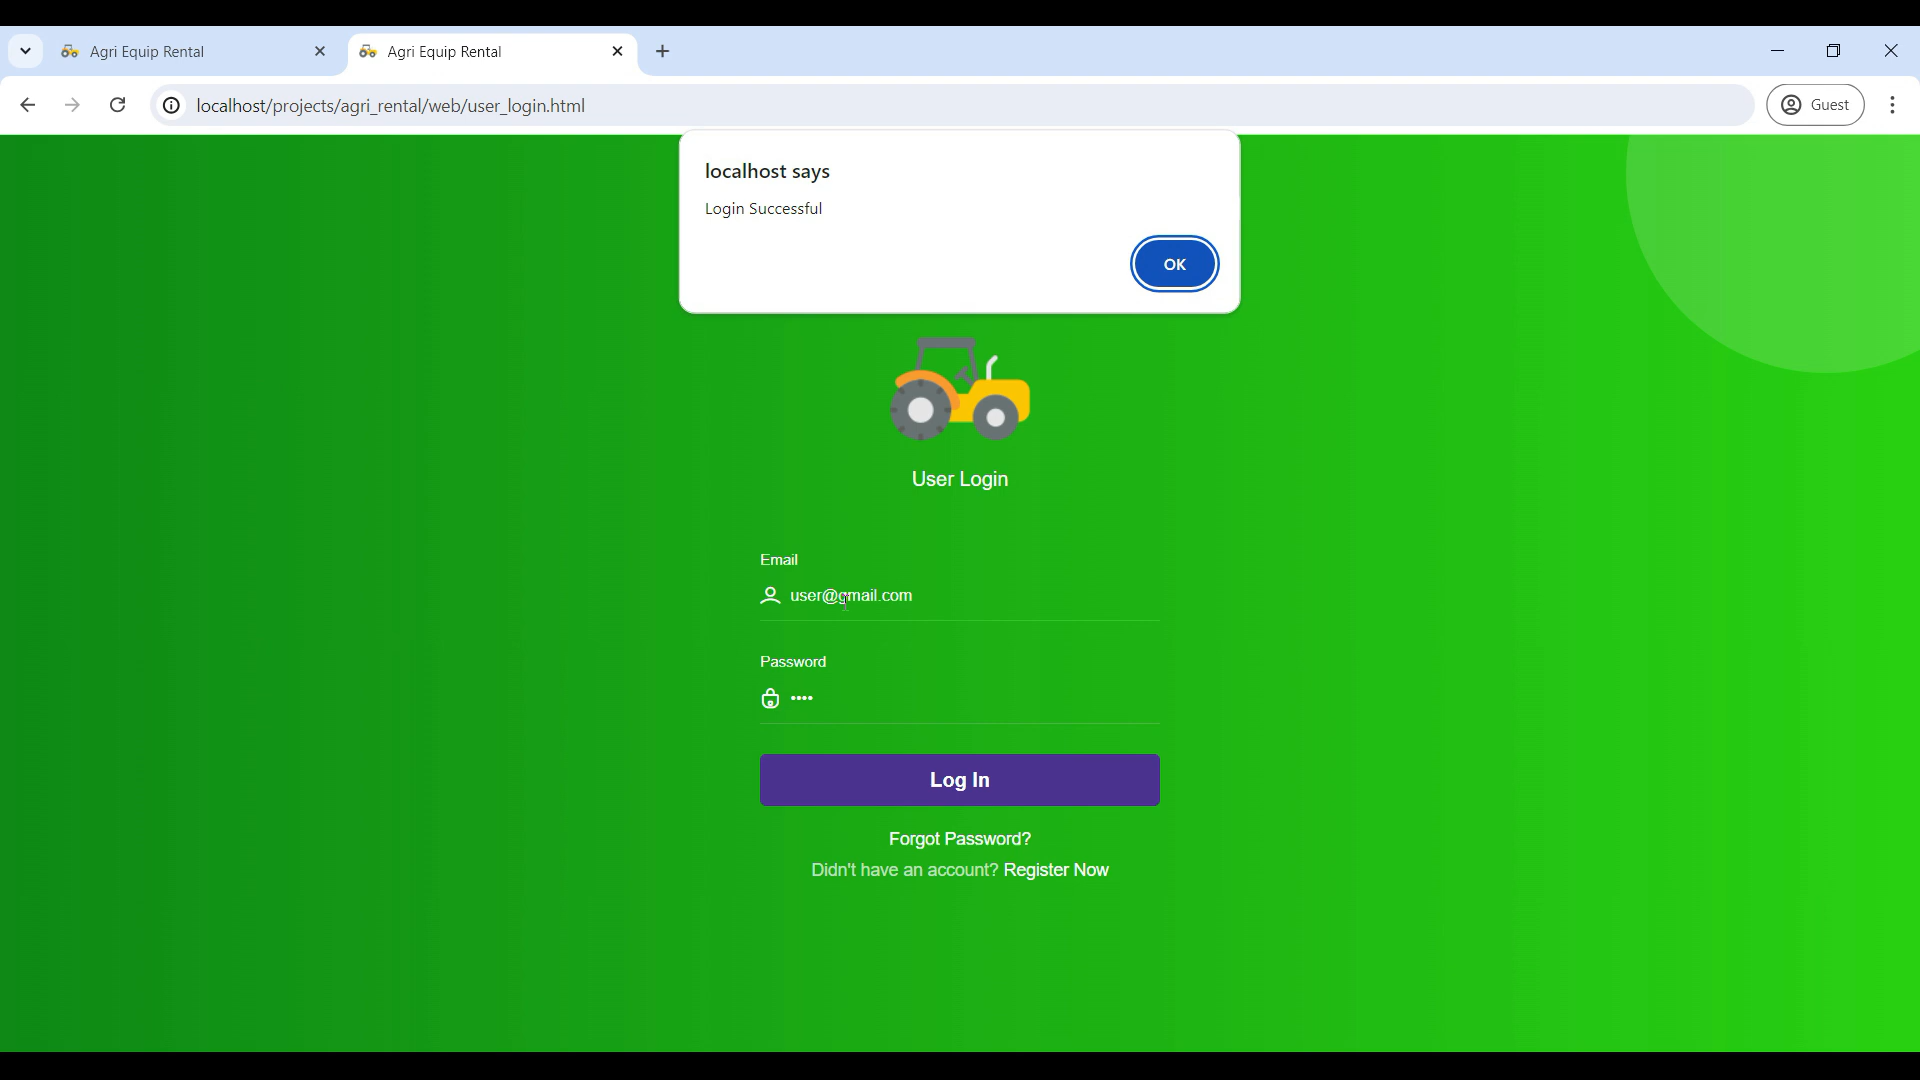 Agri Equip Rental
Agri Equip Rental
localhost/projects/agri_rental/web/user_login.html
Guest
localhost says
Login Successful
OK
User Login
Email
user@gmail.com
Password
••••
Log In
Forgot Password?
Didn't have an account? Register Now